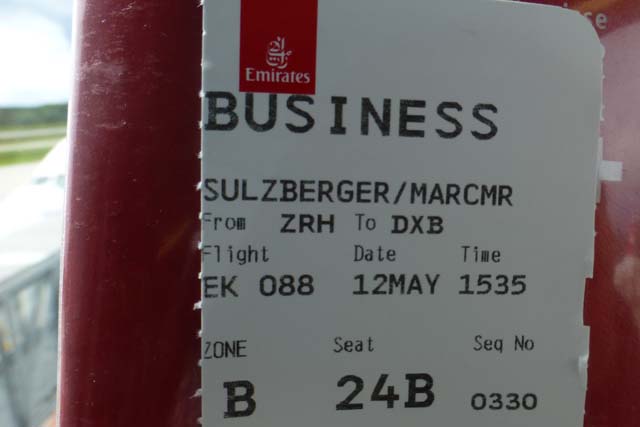 Emirates
BUSINESS
SULZBERGER/MARCMR
From ZRH To DXB
Flight Date Time
EK 088 12MAY 1535
ZONE Seat Seq No
B 24B 0330